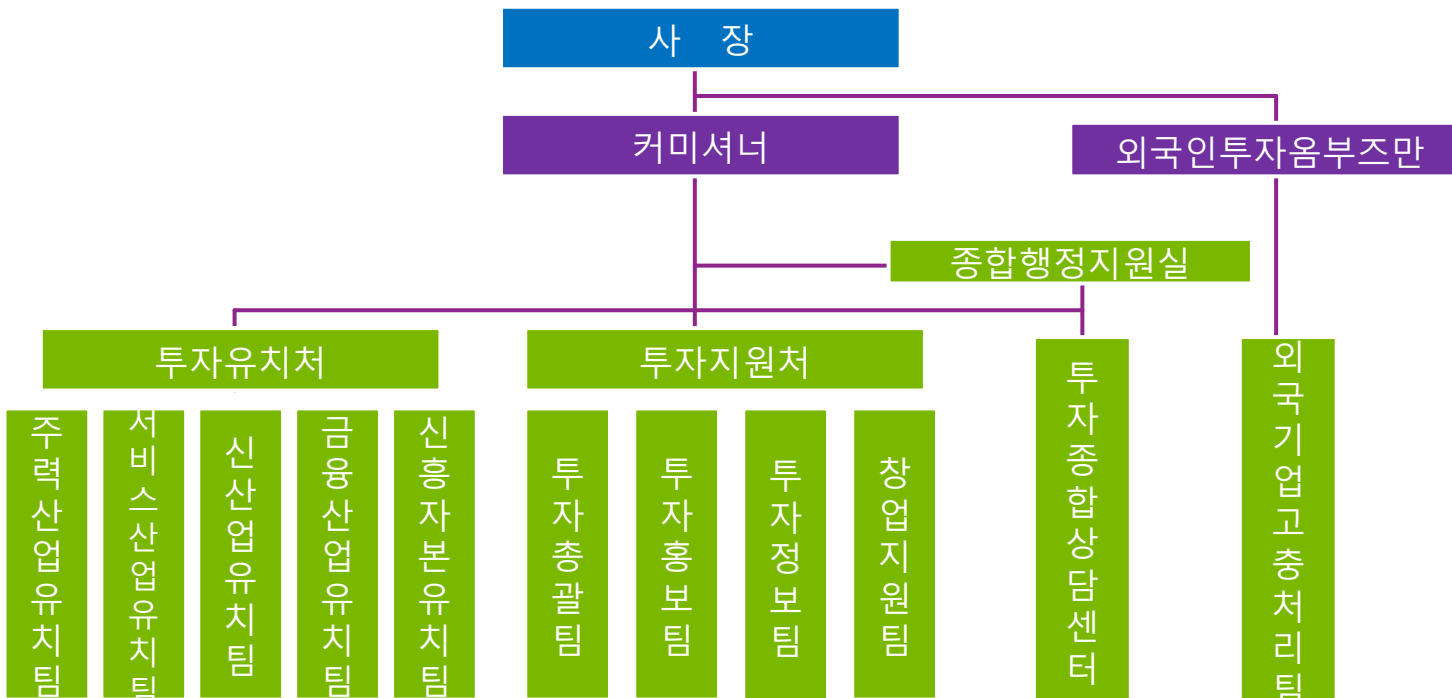 사 장
커미셔너
외국인투자옴부즈만
종합행정지원실
투자유치처
투자지원처
투자종합상담센터
외국기업고충처리팀
주력산업유치팀
서비스산업유치팀
신산업유치팀
금융산업유치팀
신흥자본유치팀
투자총괄팀
투자홍보팀
투자정보팀
창업지원팀